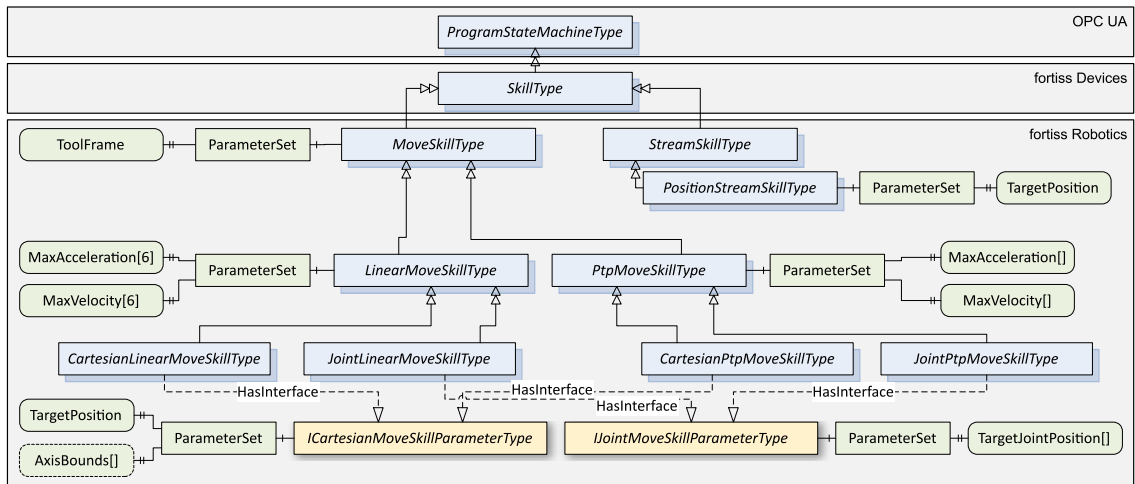 OPC UA
ProgramStateMachineType
fortiss Devices
SkillType
fortiss Robotics
ToolFrame
ParameterSet
MoveSkillType
StreamSkillType
PositionStreamSkillType
ParameterSet
TargetPosition
MaxAcceleration[6]
MaxVelocity[6]
ParameterSet
LinearMoveSkillType
PtpMoveSkillType
ParameterSet
MaxAcceleration[]
MaxVelocity[]
CartesianLinearMoveSkillType
JointLinearMoveSkillType
CartesianPtpMoveSkillType
JointPtpMoveSkillType
HasInterface
HasInterface
HasInterface
HasInterface
TargetPosition
AxisBounds[]
ParameterSet
ICartesianMoveSkillParameterType
IJointMoveSkillParameterType
ParameterSet
TargetJointPosition[]